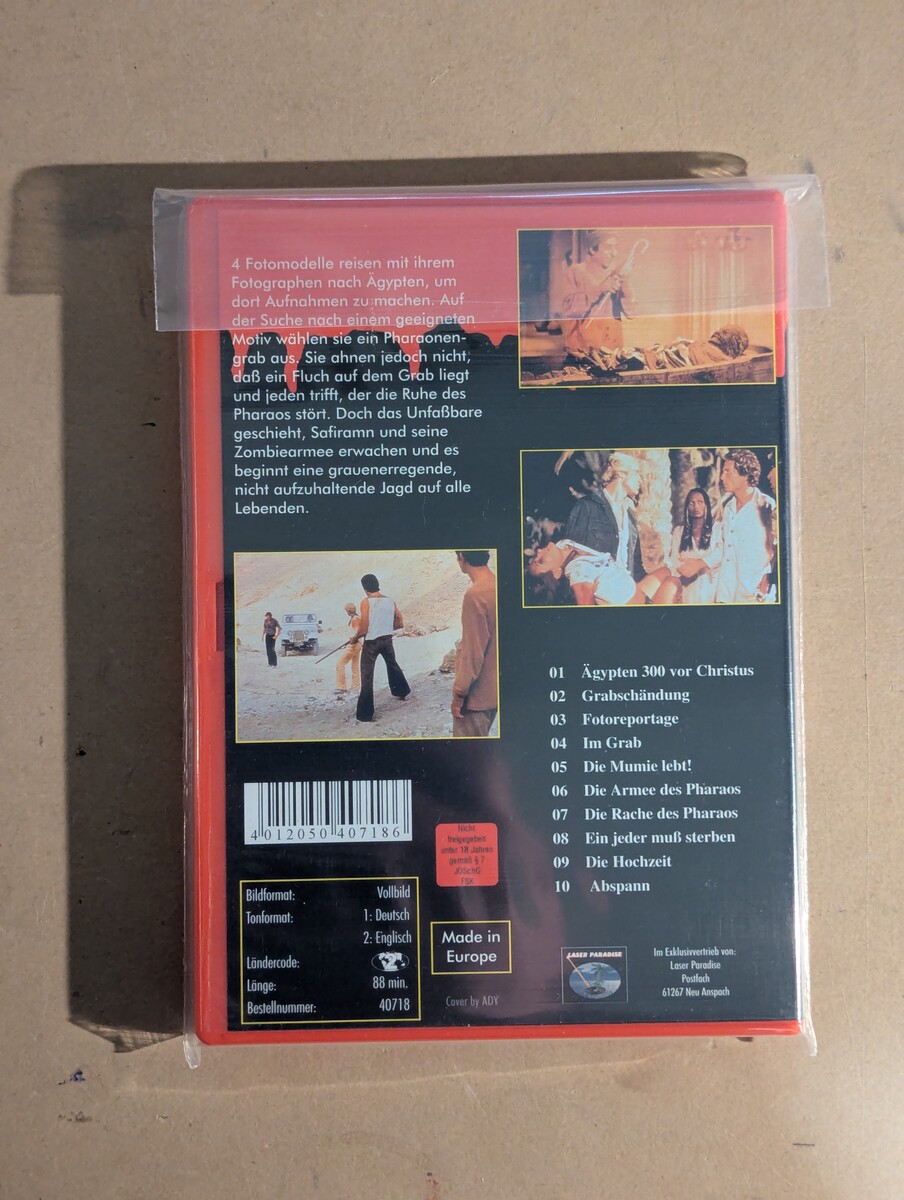 4 Fotomodelle reisen mit ihrem
Fotographen nach Ägypten, um
dort Aufnahmen zu machen. Auf
der Suche nach einem geeigneten
Motiv wählen sie ein Pharaonen-
grab aus. Sie ahnen jedoch nicht,
daß ein Fluch auf dem Grab liegt
und jeden trifft, der die Ruhe des
Pharaos stört. Doch das Unfaßbare
geschieht, Safiramn und seine
Zombiearmee erwachen und es
beginnt eine grauenerregende,
nicht aufzuhaltende Jagd auf alle
Lebenden.
01 Ägypten 300 vor Christus
02 Grabschändung
03 Fotoreportage
04 Im Grab
05 Die Mumie lebt!
06 Die Armee des Pharaos
07 Die Rache des Pharaos
08 Ein jeder muß sterben
09 Die Hochzeit
10 Abspann
4 012050 407186
Nicht
freigegeben
unter 18 Jahren
gemäß § 7
JÖSchG
FSK
Bildformat: Vollbild
Tonformat: 1: Deutsch
2: Englisch
Ländercode: 2
Länge: 88 min.
Bestellnummer: 40718
Made in
Europe
Cover by ADY
LASER PARADISE
Im Exklusivvertrieb von:
Laser Paradise
Postfach
61267 Neu Anspach